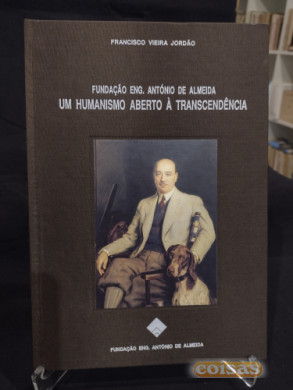 FRANCISCO VIEIRA JORDÃO
FUNDAÇÃO ENG. ANTÓNIO DE ALMEIDA
UM HUMANISMO ABERTO À TRANSCENDÊNCIA
FUNDAÇÃO ENG. ANTÓNIO DE ALMEIDA
coisas